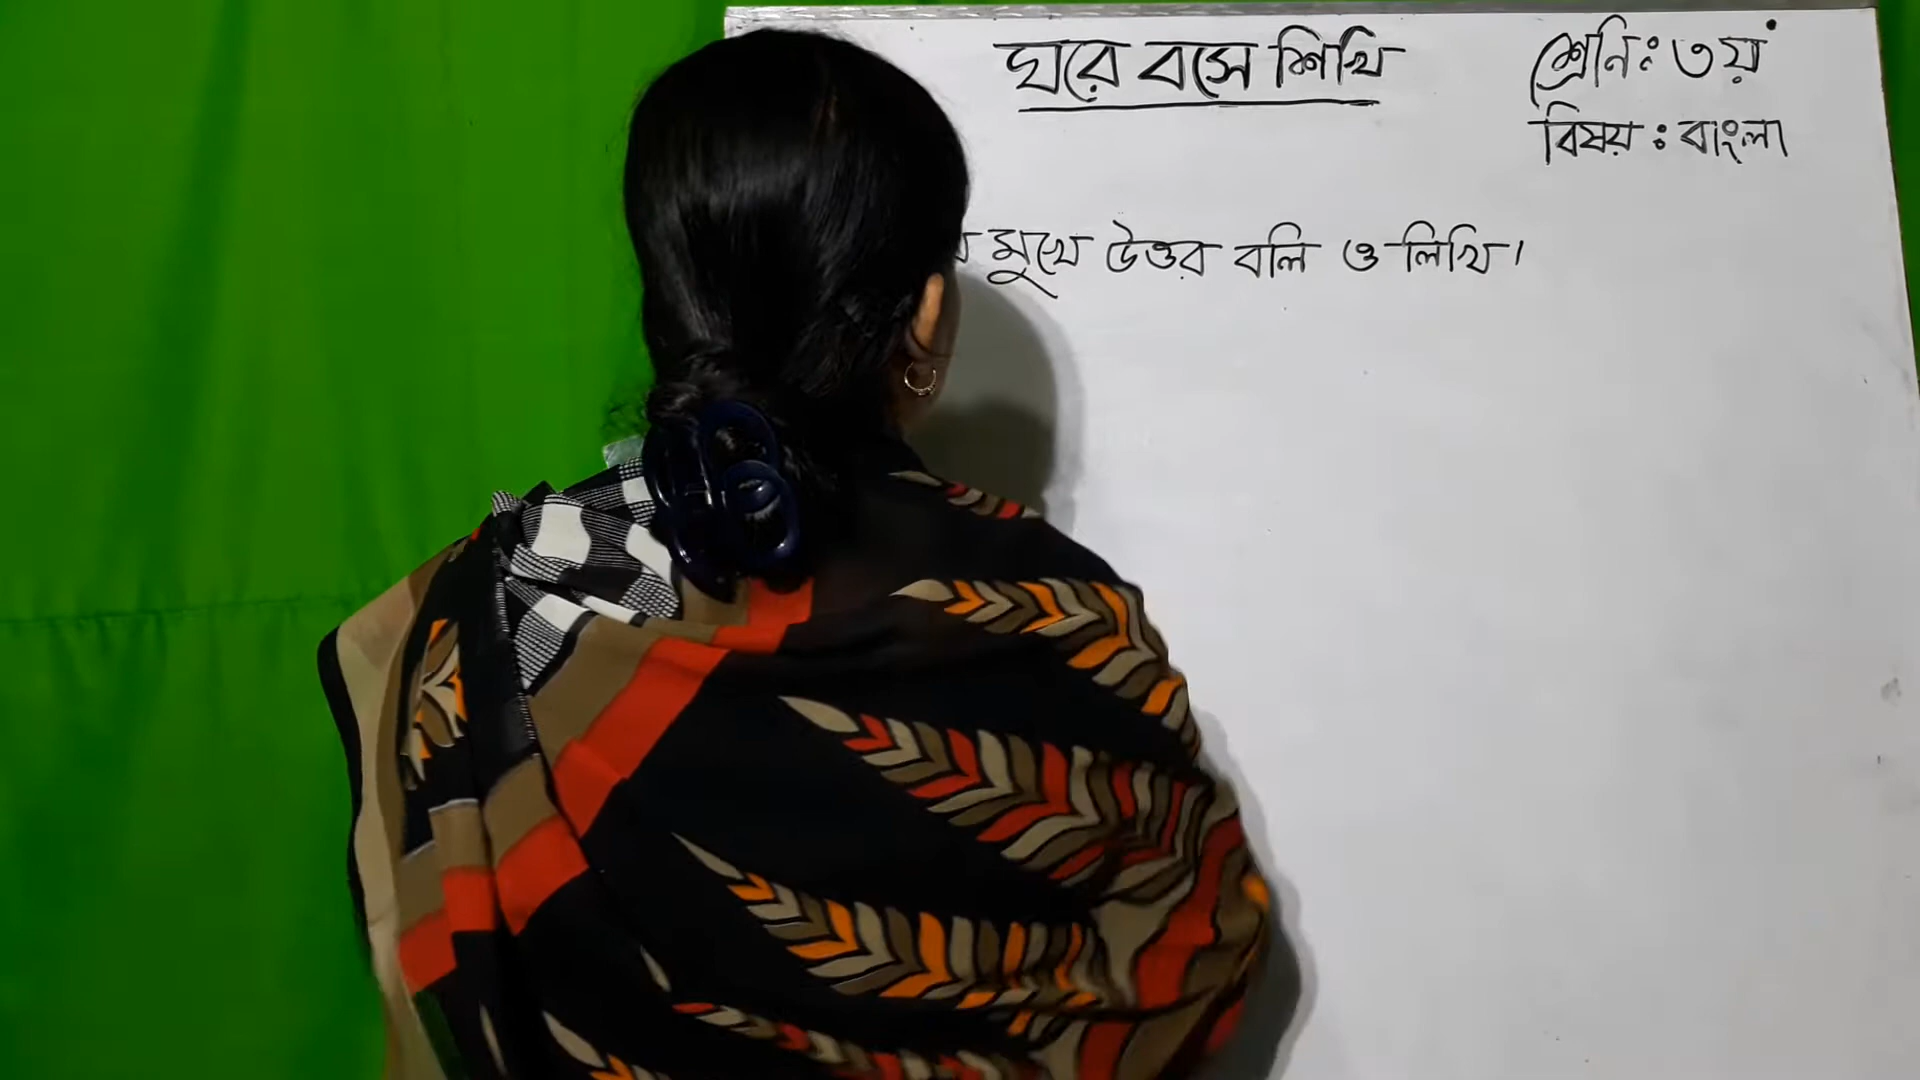 ঘরে বসে শিখি
শ্রেনি: ৩য়
বিষয় : বাংলা
মুখে উত্তর বলি ও লিখি।